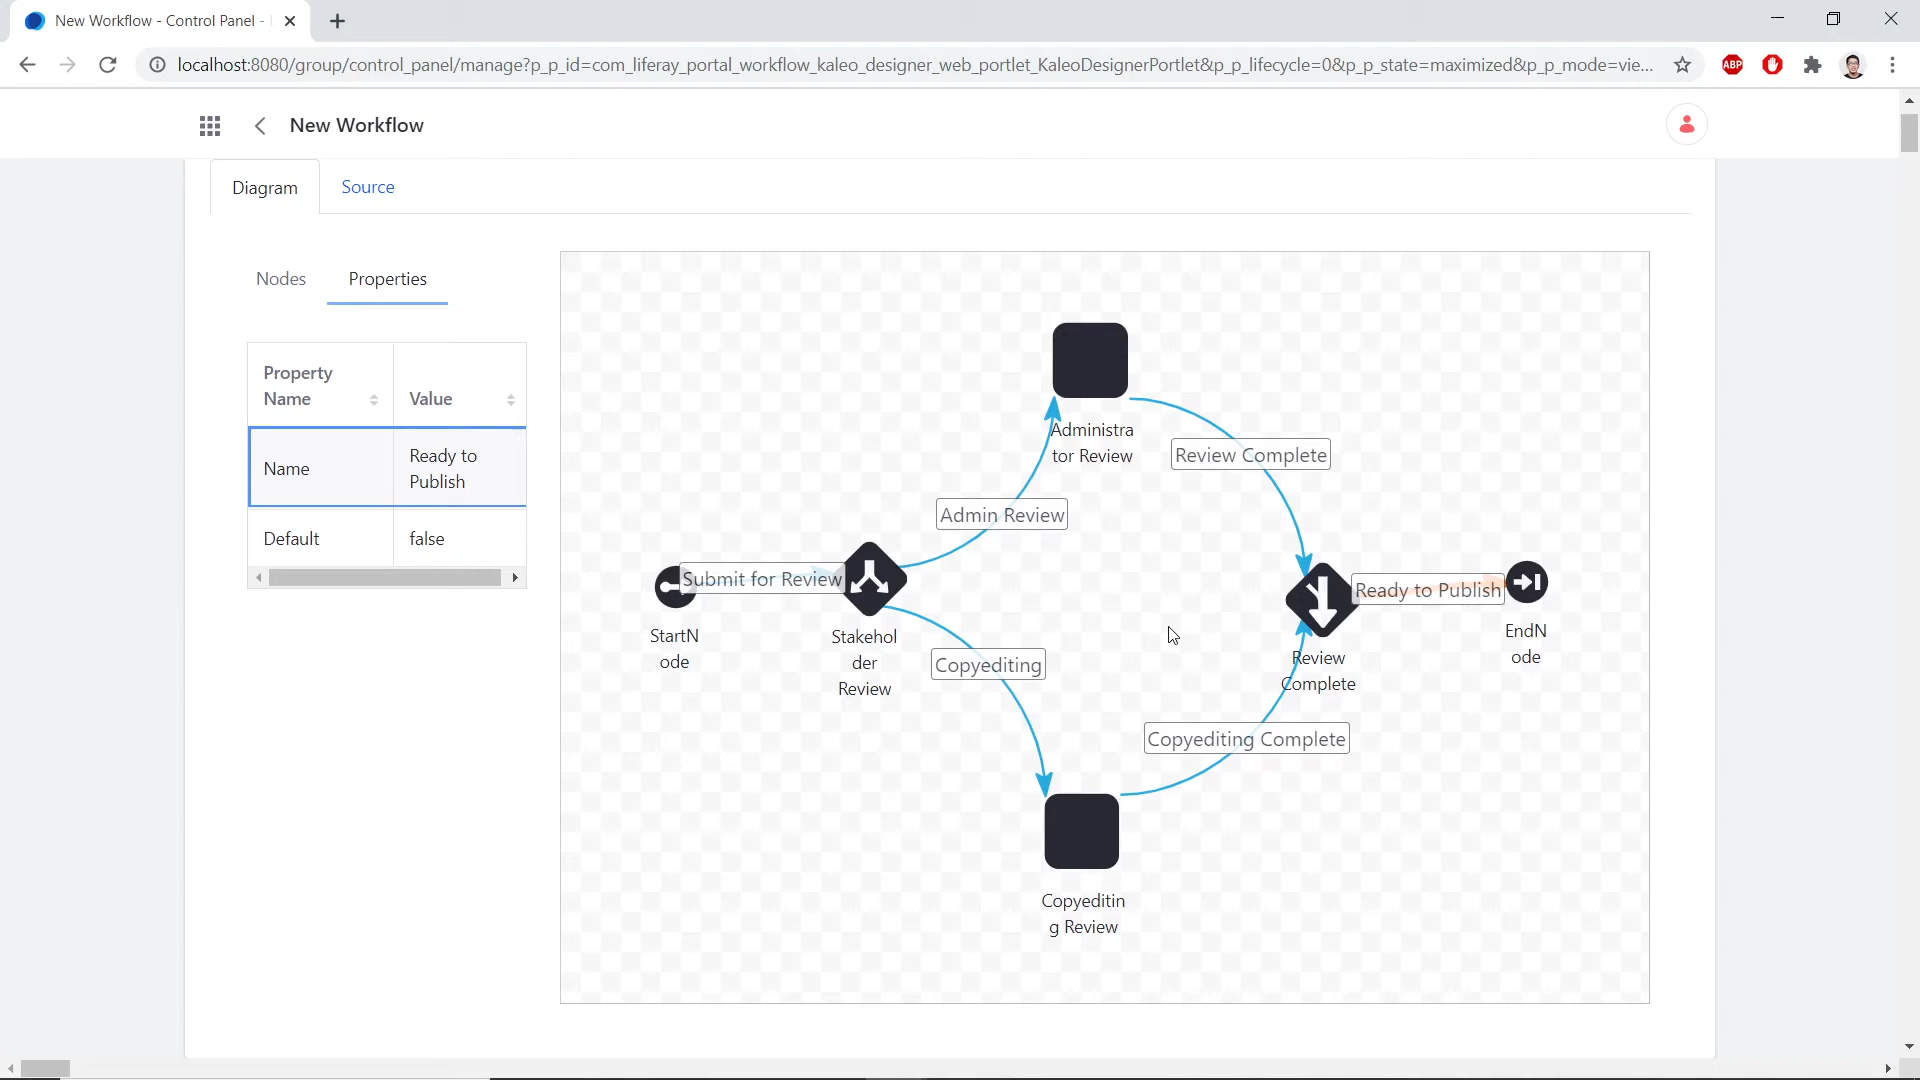 New Workflow - Control Panel -
localhost:8080/group/control_panel/manage?p_p_id=com_liferay_portal_workflow_kaleo_designer_web_portlet_KaleoDesignerPortlet&p_p_lifecycle=0&p_p_state=maximized&p_p_mode=vie...
ABP
New Workflow
Diagram
Source
Nodes
Properties
Property
Name
Value
Name
Ready to
Publish
Default
false
Administra
tor Review
Review Complete
Admin Review
Submit for Review
StartN
ode
Stakehol
der
Review
Copyediting
Ready to Publish
EndN
ode
Review
Complete
Copyediting Complete
Copyeditin
g Review